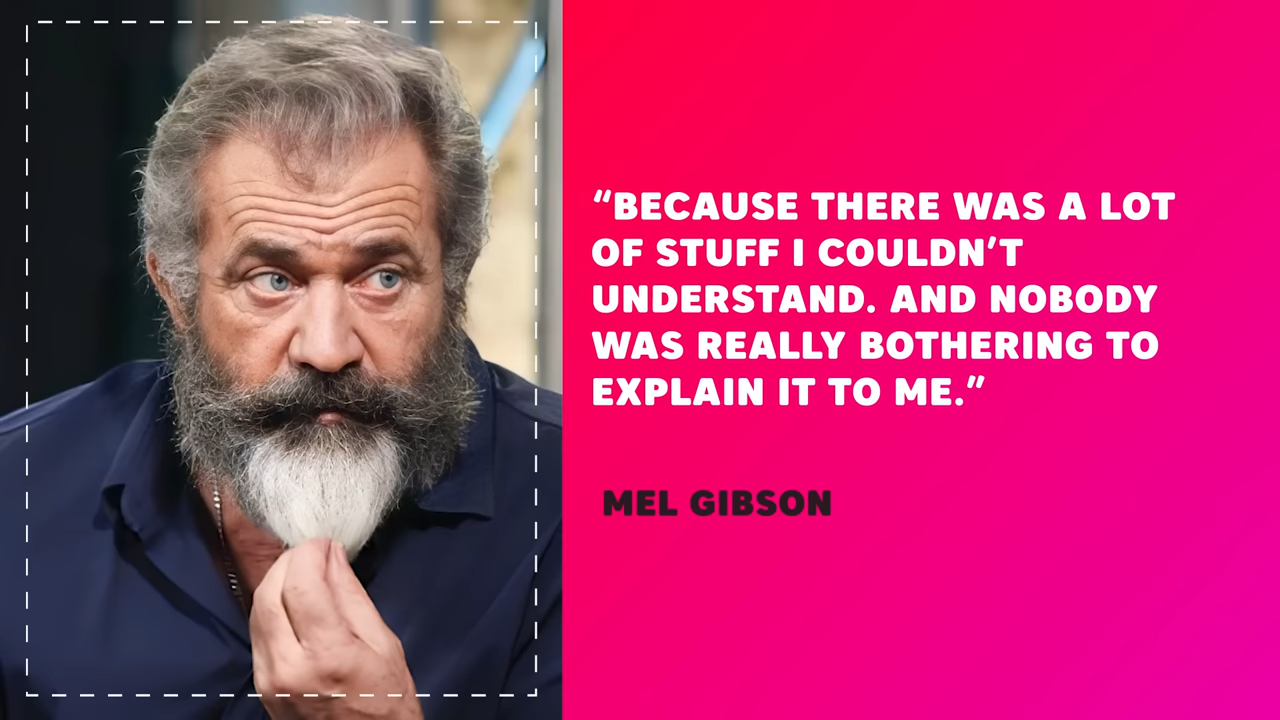 “BECAUSE THERE WAS A LOT
OF STUFF I COULDN’T
UNDERSTAND. AND NOBODY
WAS REALLY BOTHERING TO
EXPLAIN IT TO ME.”
MEL GIBSON